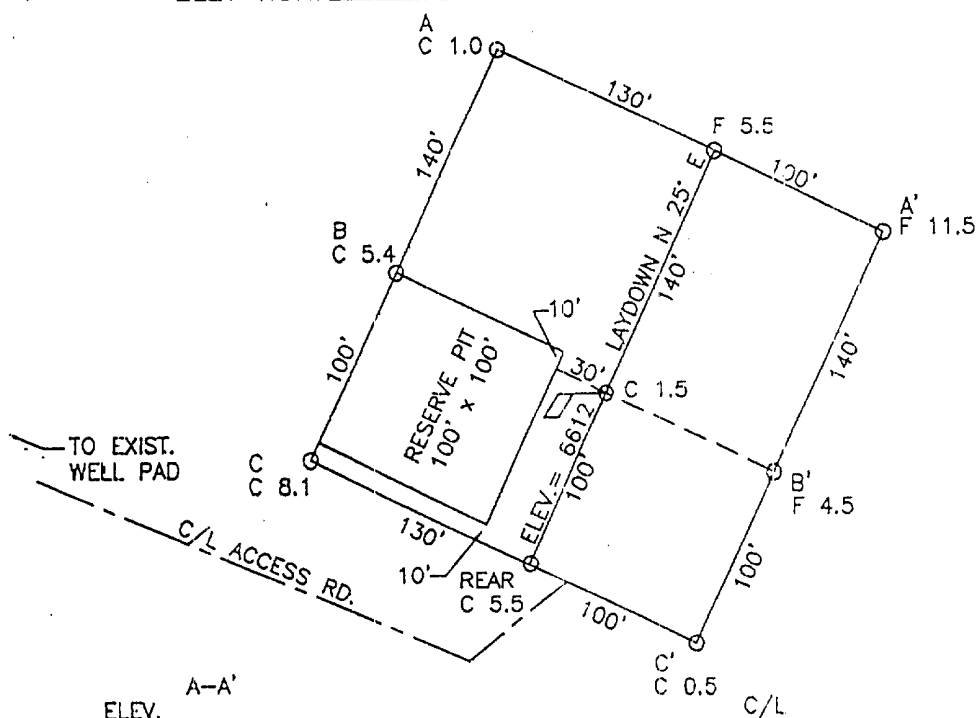 A
C 1.0
130'
F 5.5
100'
A'
F 11.5
140'
LAYDOWN N 25° E
140'
140'
B
C 5.4
10'
30'
C 1.5
RESERVE PIT
100' x 100'
100'
ELEV. = 6612
100'
B'
F 4.5
TO EXIST.
WELL PAD
C
C 8.1
130'
10'
REAR
C 5.5
100'
100'
C/L ACCESS RD.
C'
C 0.5
A-A'
ELEV.
C/L